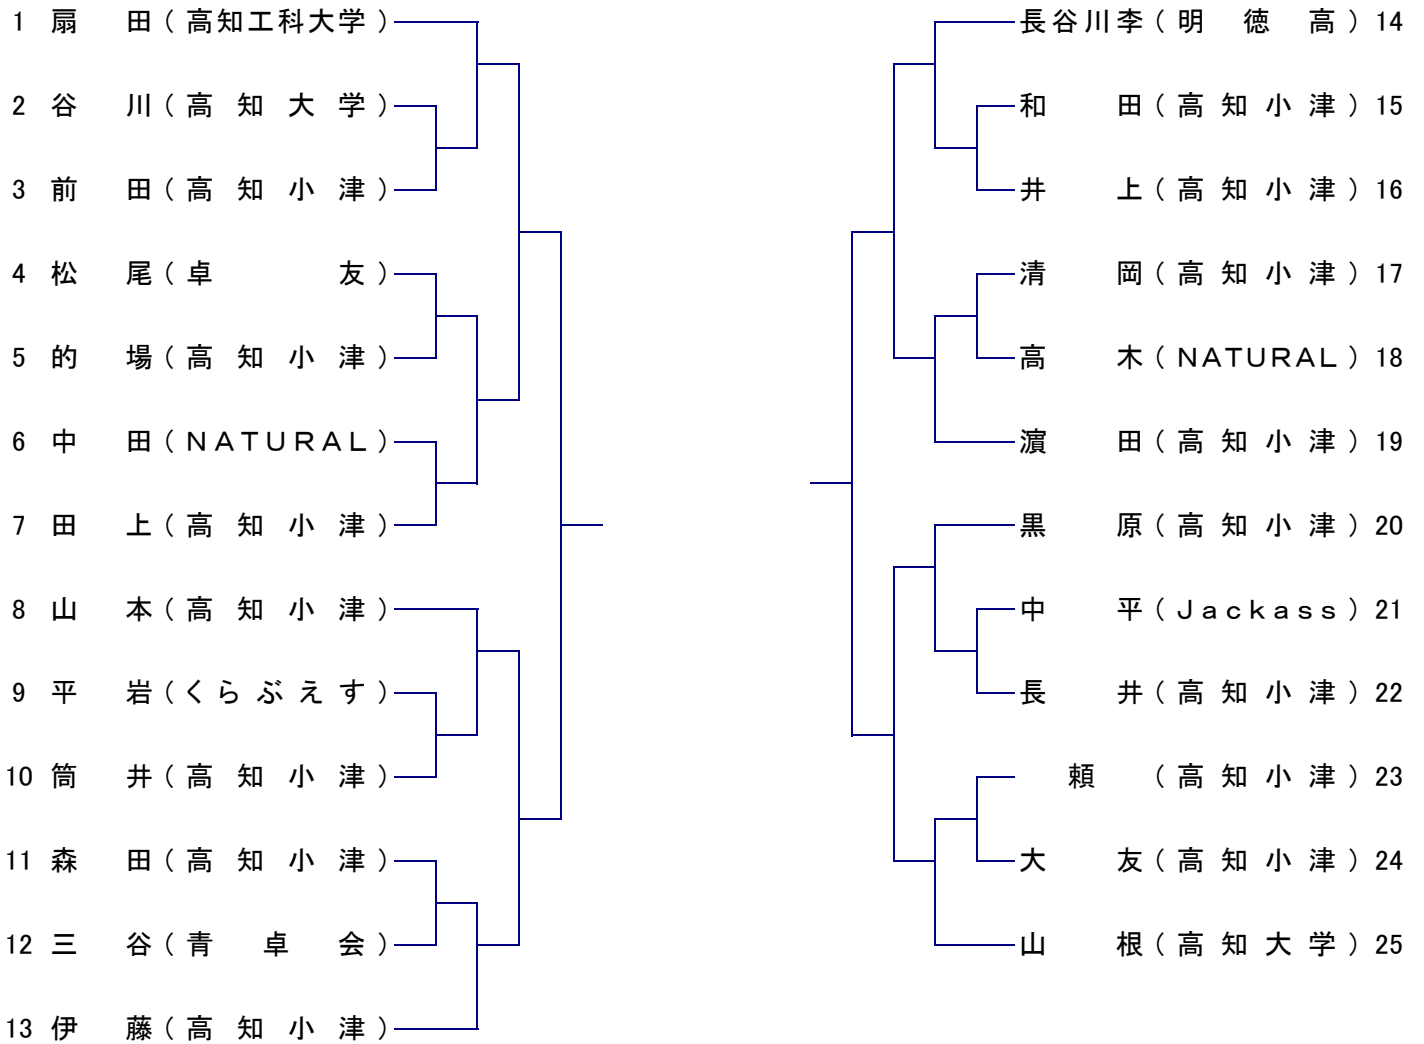 1 扇 田(高知工科大学)
2 谷 川(高 知 大 学)
3 前 田(高 知 小 津)
4 松 尾(卓 友)
5 的 場(高 知 小 津)
6 中 田(NATURAL)
7 田 上(高 知 小 津)
8 山 本(高 知 小 津)
9 平 岩(くらぶえす)
10 筒 井(高 知 小 津)
11 森 田(高 知 小 津)
12 三 谷(青 卓 会)
13 伊 藤(高 知 小 津)
長谷川李(明 徳 高)14
和 田(高 知 小 津)15
井 上(高 知 小 津)16
清 岡(高 知 小 津)17
高 木(NATURAL)18
濵 田(高 知 小 津)19
黒 原(高 知 小 津)20
中 平(Jackass)21
長 井(高 知 小 津)22
頼 (高 知 小 津)23
大 友(高 知 小 津)24
山 根(高 知 大 学)25